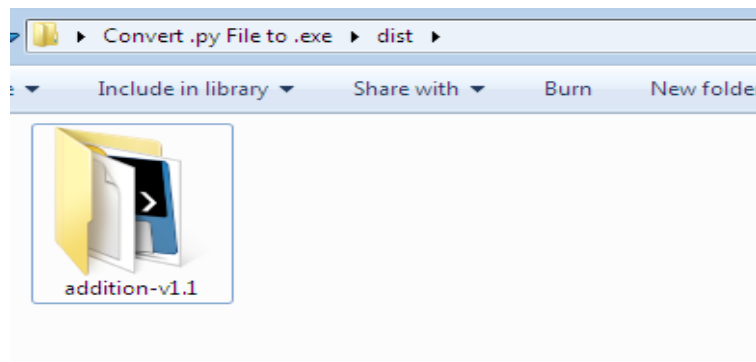 Convert .py File to .exe dist
Include in library Share with Burn New folde
addition-v1.1